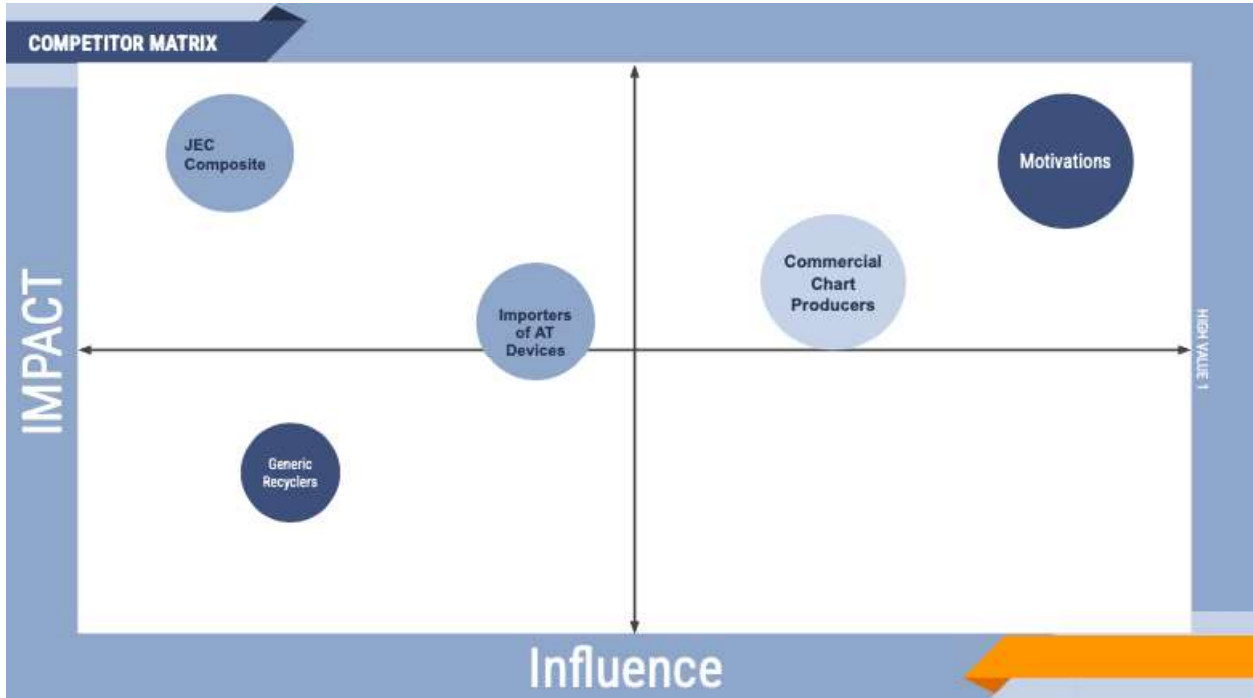 COMPETITOR MATRIX
JEC
Composite
Motivations
Commercial
Chart
Producers
Importers
of AT
Devices
IMPACT
HIGH VALUE 1
Generic
Recyclers
Influence